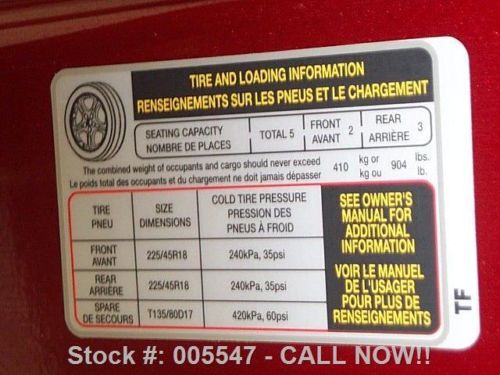 TIRE AND LOADING INFORMATION
RENSEIGNEMENTS SUR LES PNEUS ET LE CHARGEMENT
SEATING CAPACITY
NOMBRE DE PLACES
TOTAL 5
FRONT
AVANT
2
REAR
ARRIÈRE
3
The combined weight of occupants and cargo should never exceed
Le poids total des occupants et du chargement ne doit jamais dépasser
410
kg or
kg ou
904
lbs.
lb.
TIRE
PNEU
SIZE
DIMENSIONS
COLD TIRE PRESSURE
PRESSION DES
PNEUS À FROID
FRONT
AVANT
225/45R18
240kPa, 35psi
REAR
ARRIÈRE
225/45R18
240kPa, 35psi
SPARE
DE SECOURS
T135/80D17
420kPa, 60psi
SEE OWNER'S
MANUAL FOR
ADDITIONAL
INFORMATION
VOIR LE MANUEL
DE L'USAGER
POUR PLUS DE
RENSEIGNEMENTS
TF
Stock #: 005547 - CALL NOW!!